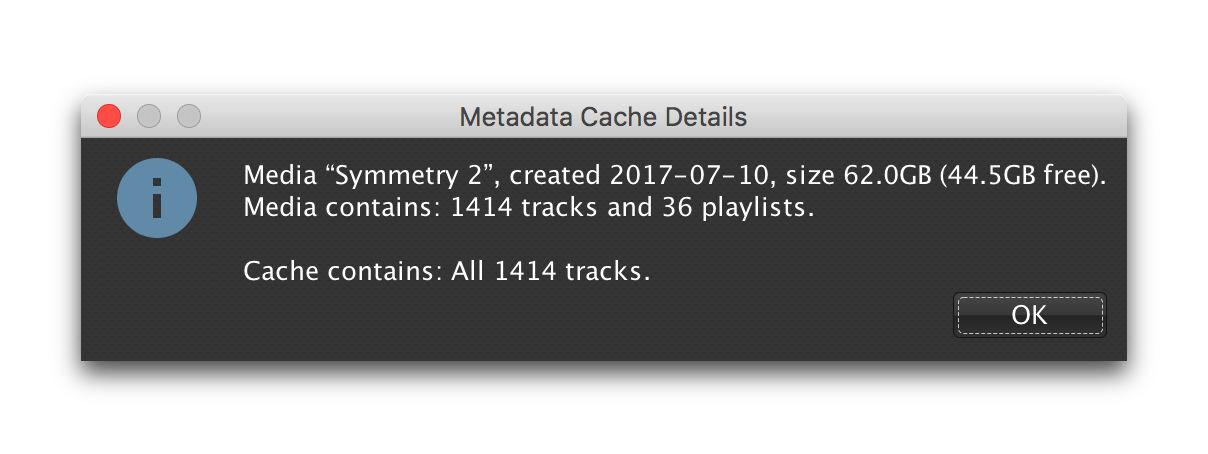 Metadata Cache Details
Media “Symmetry 2”, created 2017-07-10, size 62.0GB (44.5GB free).
Media contains: 1414 tracks and 36 playlists.
Cache contains: All 1414 tracks.
OK